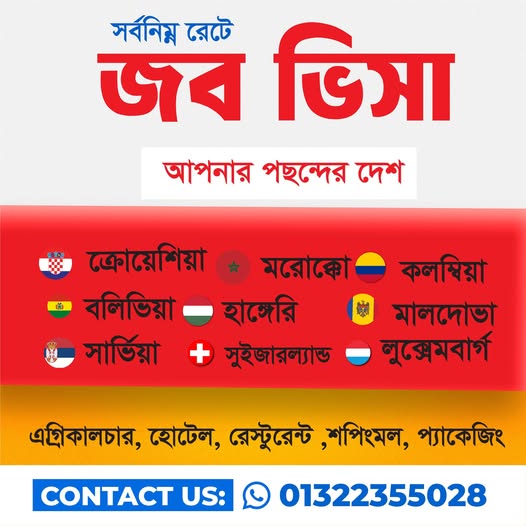 সর্বনিম্ন রেটে
জব ভিসা
আপনার পছন্দের দেশ
ক্রোয়েশিয়া মরোক্কো কলম্বিয়া
বলিভিয়া হাঙ্গেরি মালদোভা
সার্ভিয়া সুইজারল্যান্ড লুক্সেমবার্গ
এগ্রিকালচার, হোটেল, রেস্টুরেন্ট ,শপিংমল, প্যাকেজিং
CONTACT US: 01322355028